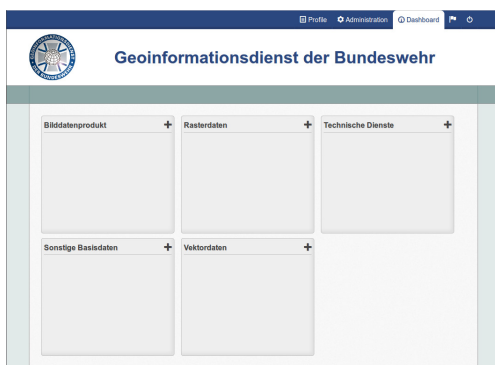 Profile Administration Dashboard
Geoinformationsdienst der Bundeswehr
Bilddatenprodukt
Rasterdaten
Technische Dienste
Sonstige Basisdaten
Vektordaten